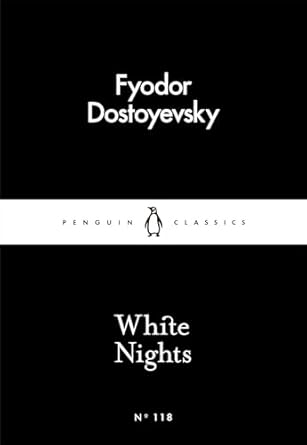 Fyodor
Dostoyevsky
PENGUIN CLASSICS
White
Nights
Nº 118